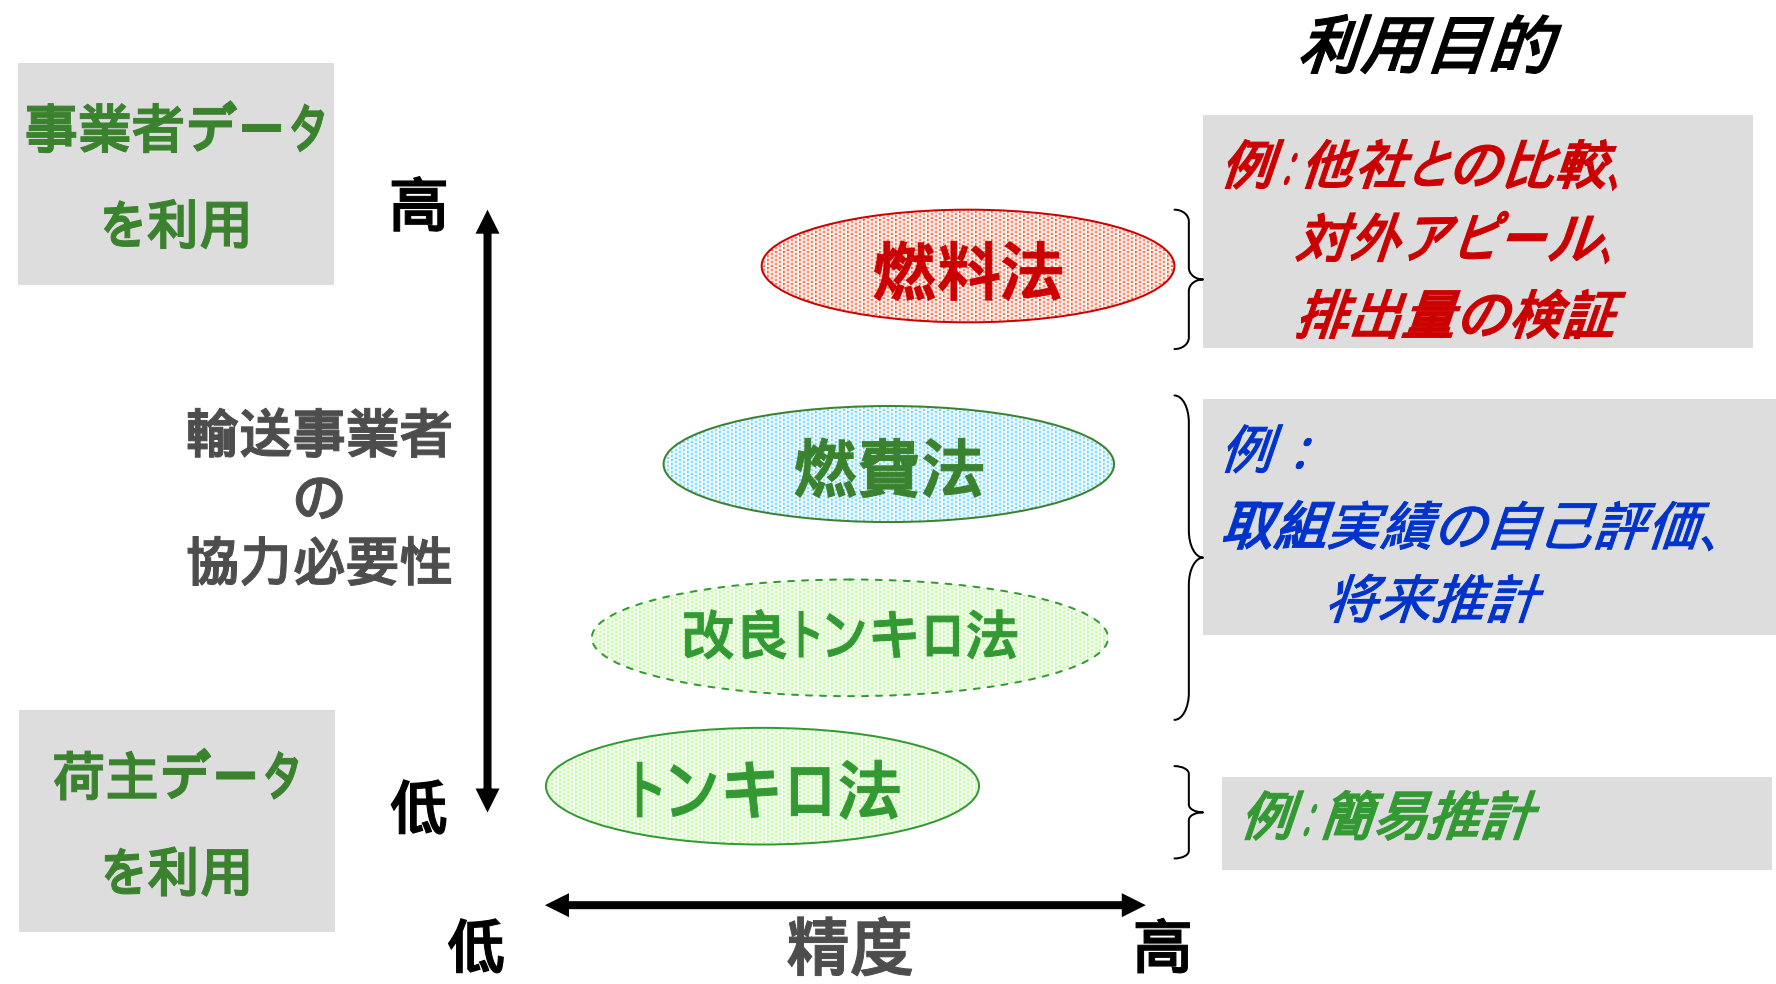 利用目的
事業者データ
を利用
高
燃料法
例：他社との比較、
対外アピール、
排出量の検証
輸送事業者
の
協力必要性
燃費法
例：
取組実績の自己評価、
将来推計
改良トンキロ法
荷主データ
を利用
低
トンキロ法
例：簡易推計
低
精度
高